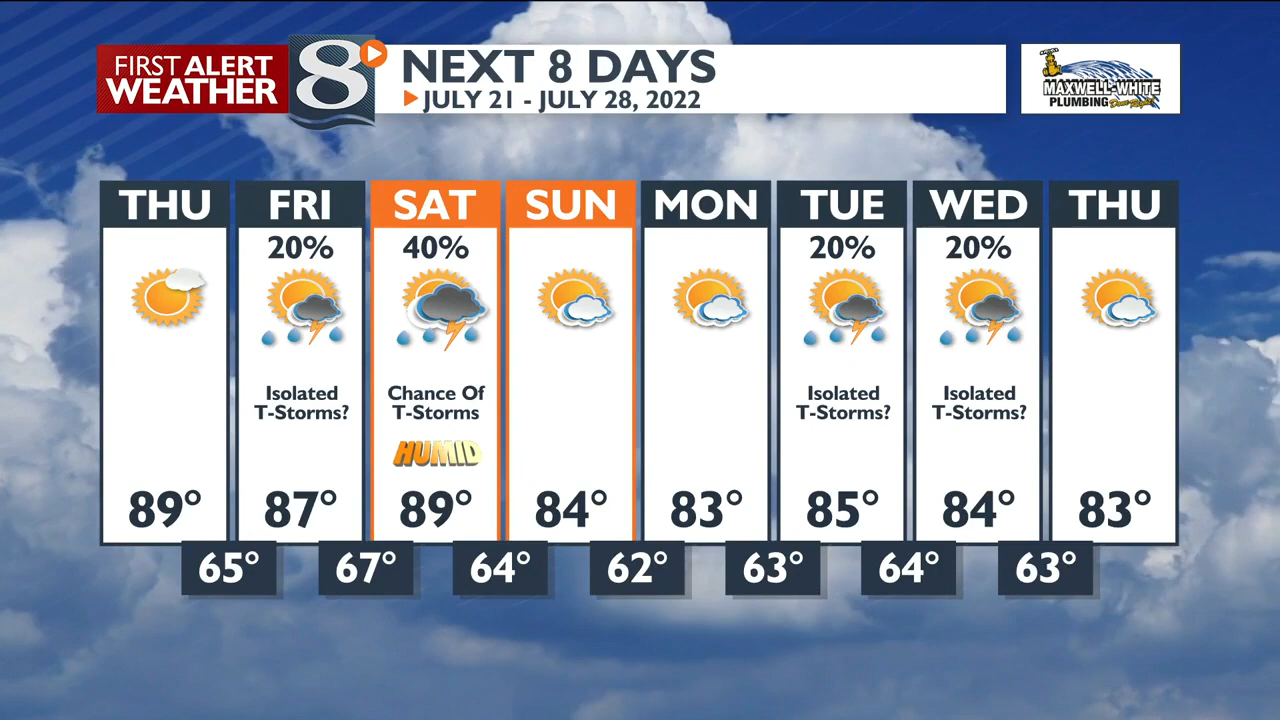 FIRST ALERT
WEATHER
8
NEXT 8 DAYS
JULY 21 - JULY 28, 2022
MAXWELL-WHITE
PLUMBING Done Right!
THU FRI SAT SUN MON TUE WED THU
20% 40% 20% 20%
Isolated Chance Of Isolated Isolated
T-Storms? T-Storms T-Storms? T-Storms?
HUMID
89° 87° 89° 84° 83° 85° 84° 83°
65° 67° 64° 62° 63° 64° 63°